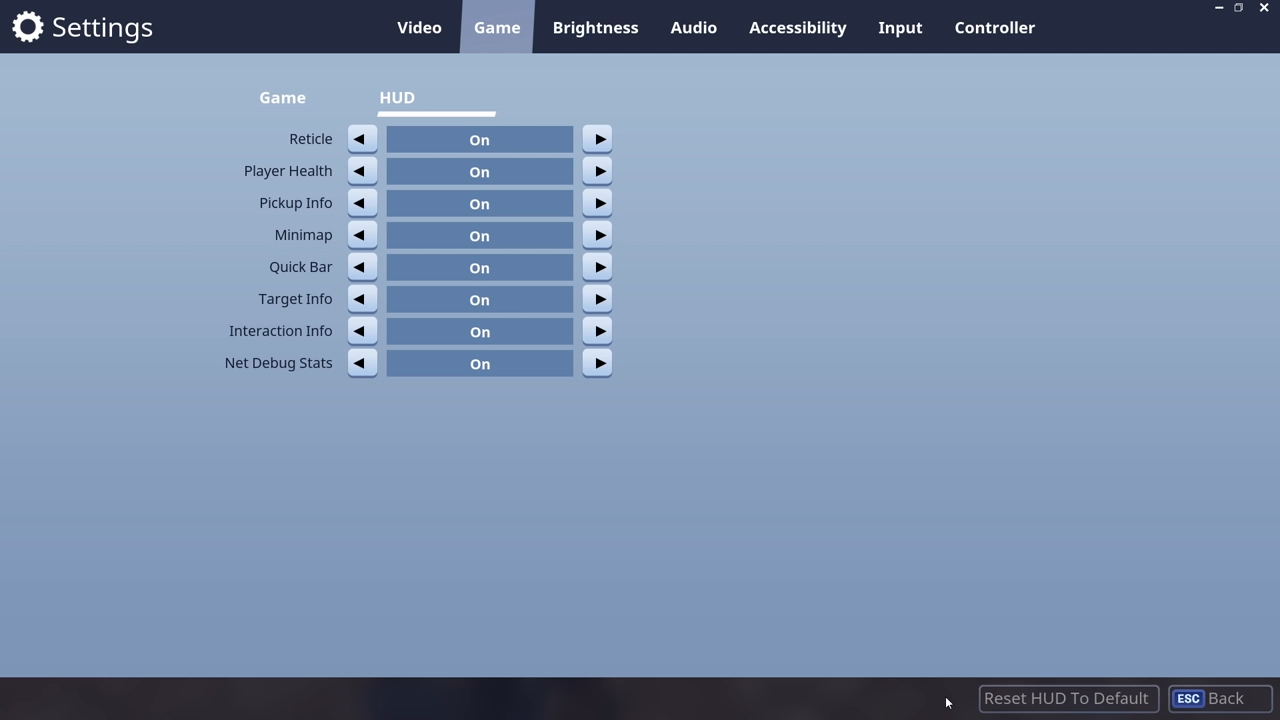 Settings
Video Game Brightness Audio Accessibility Input Controller
Game HUD
Reticle On
Player Health On
Pickup Info On
Minimap On
Quick Bar On
Target Info On
Interaction Info On
Net Debug Stats On
Reset HUD To Default ESC Back